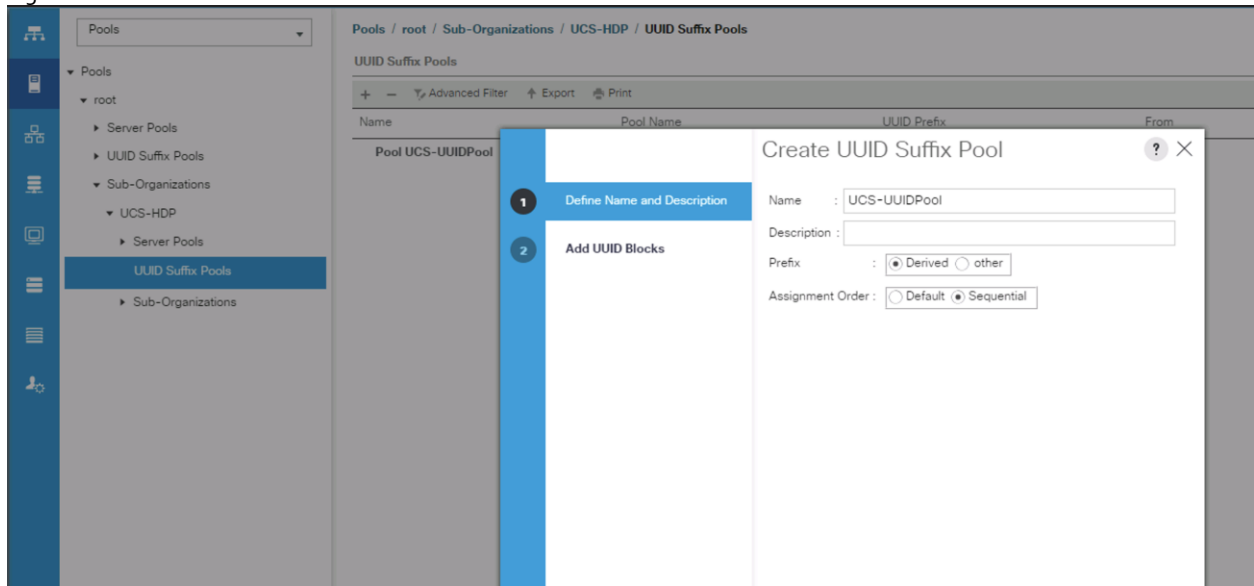 Pools
Pools
root
Server Pools
UUID Suffix Pools
Sub-Organizations
UCS-HDP
Server Pools
UUID Suffix Pools
Sub-Organizations
Pools / root / Sub-Organizations / UCS-HDP / UUID Suffix Pools
UUID Suffix Pools
+ − Advanced Filter Export Print
Name Pool Name UUID Prefix From
Pool UCS-UUIDPool
1 Define Name and Description
2 Add UUID Blocks
Create UUID Suffix Pool ? ×
Name : UCS-UUIDPool
Description :
Prefix : Derived other
Assignment Order : Default Sequential